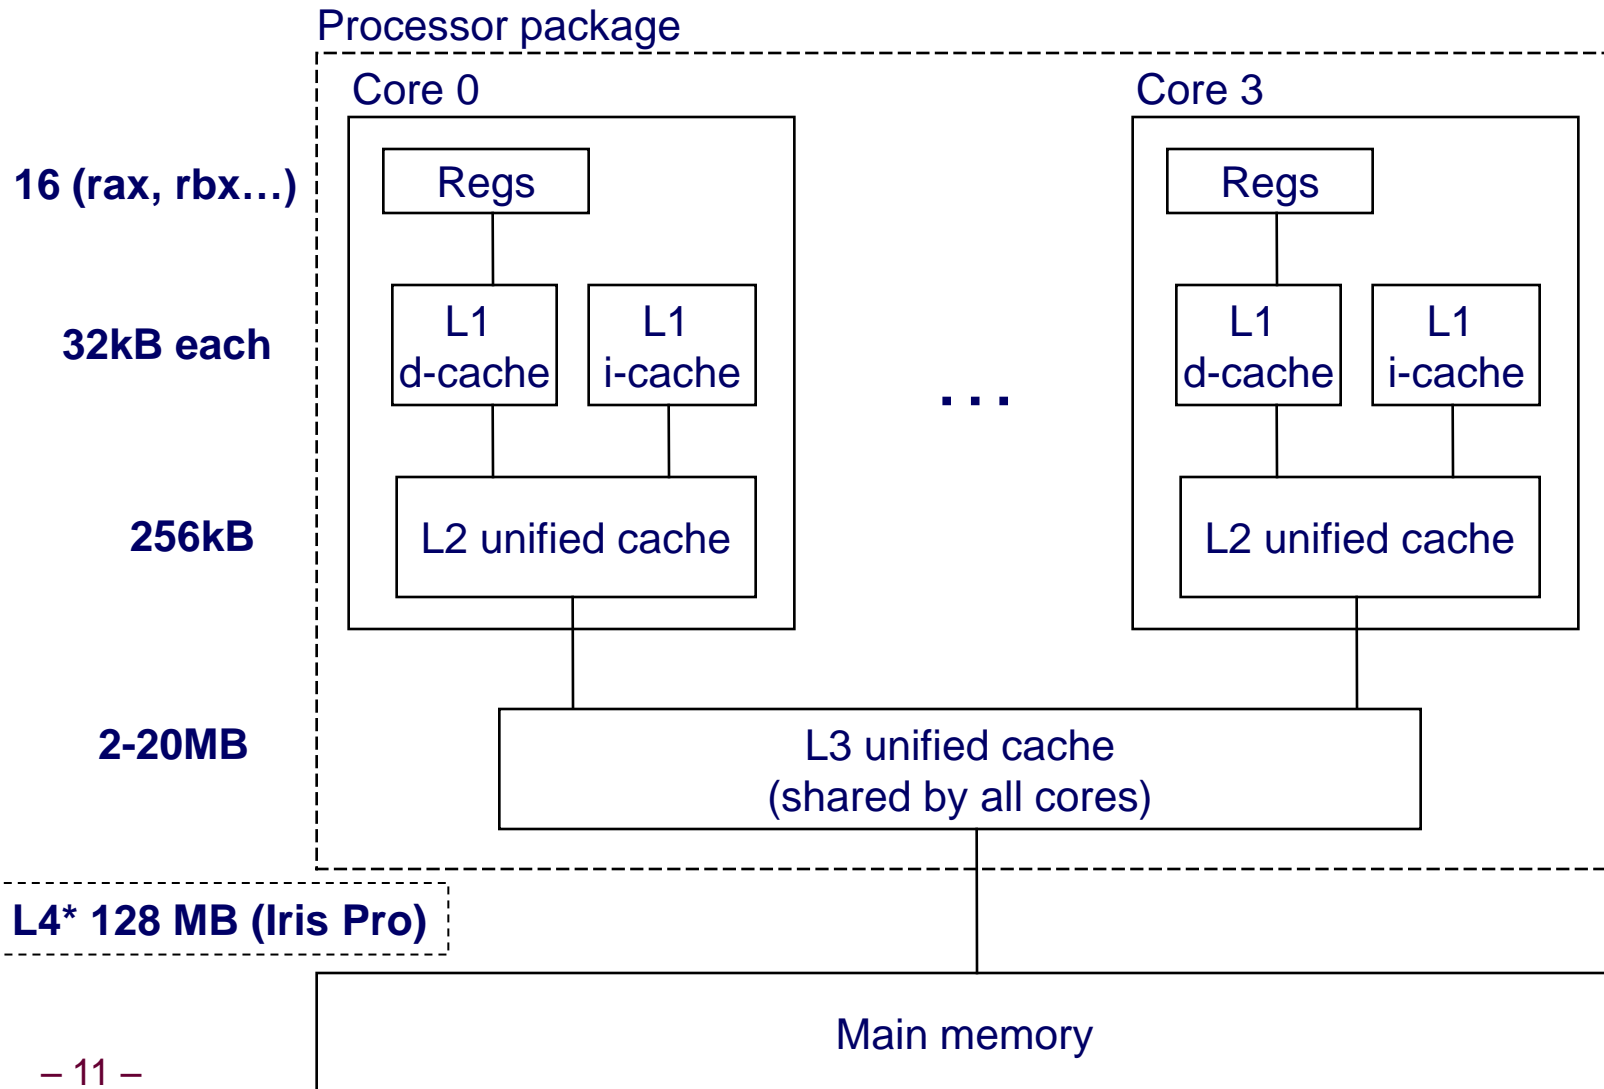 Processor package
Core 0
Core 3
16 (rax, rbx…)
Regs
Regs
32kB each
L1
d-cache
L1
i-cache
...
L1
d-cache
L1
i-cache
256kB
L2 unified cache
L2 unified cache
2-20MB
L3 unified cache
(shared by all cores)
L4* 128 MB (Iris Pro)
Main memory
– 11 –